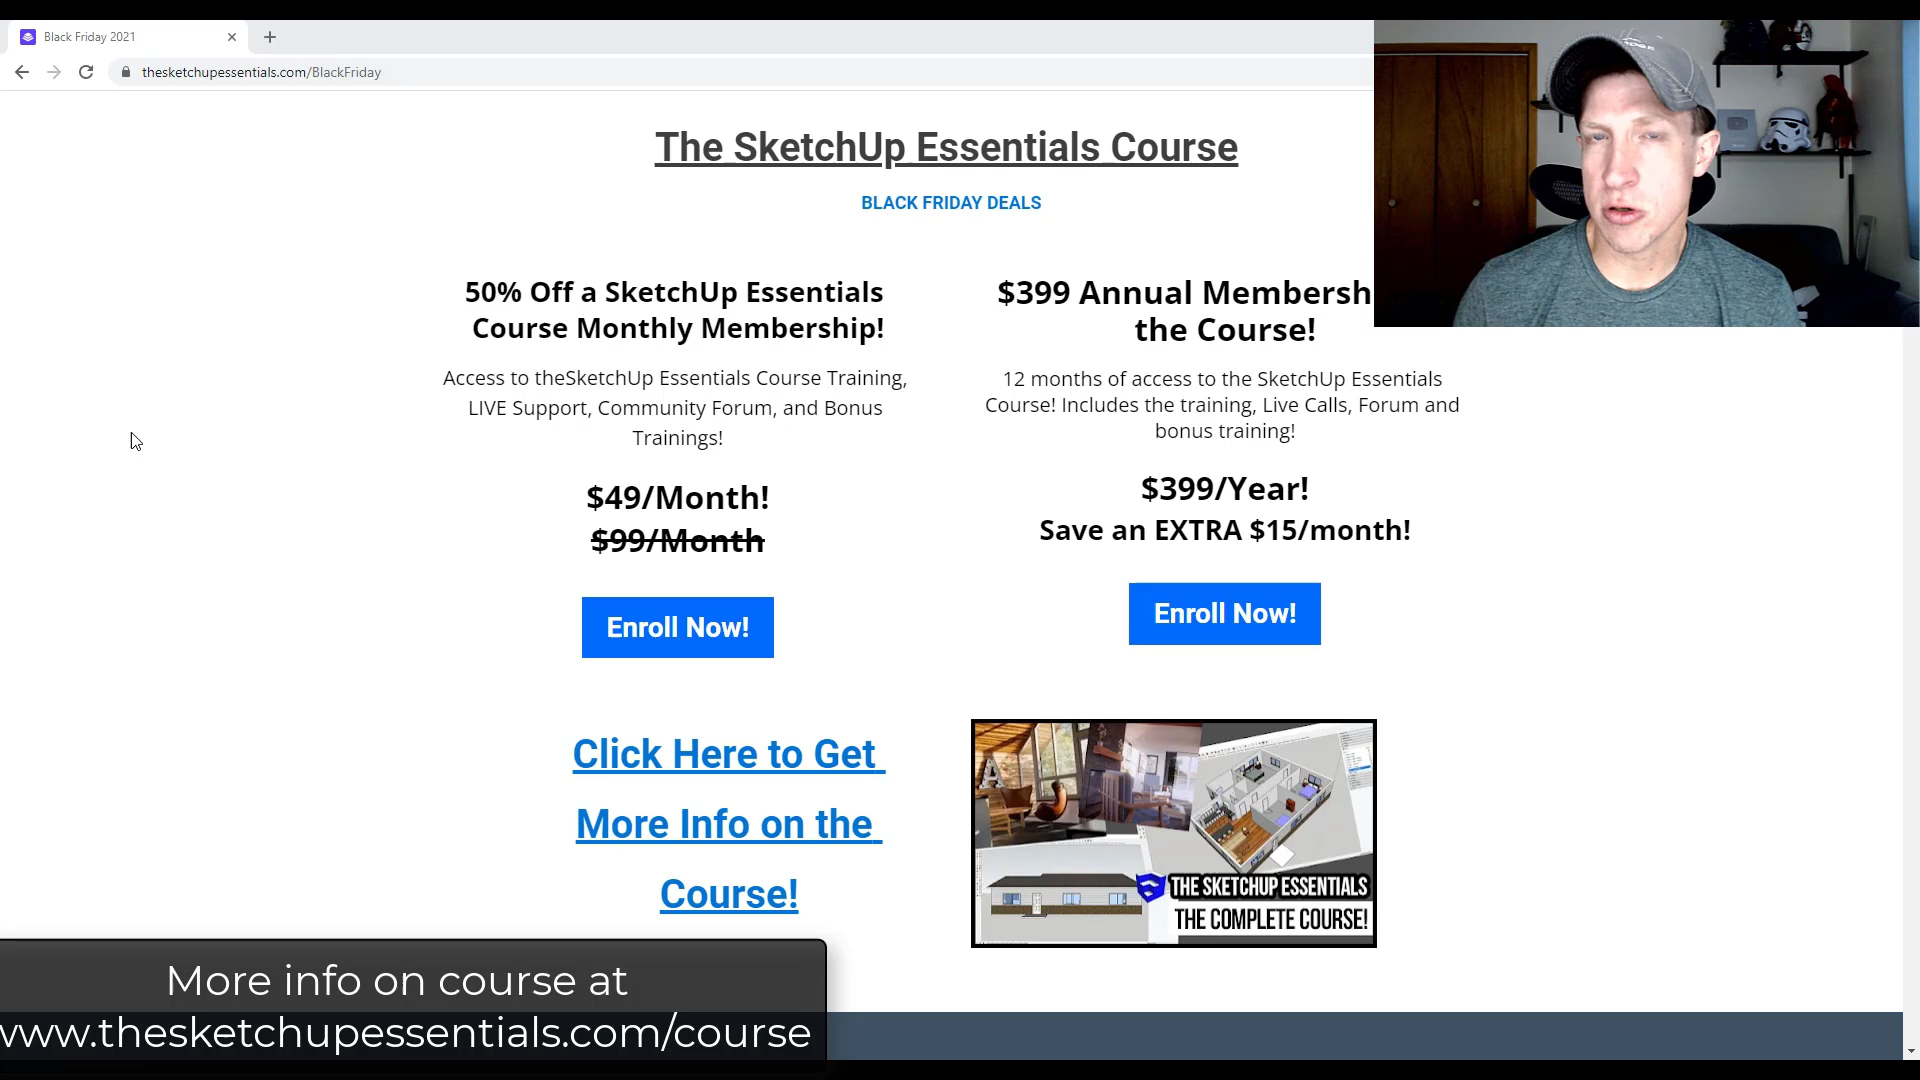 Black Friday 2021
thesketchupessentials.com/BlackFriday
The SketchUp Essentials Course
BLACK FRIDAY DEALS
50% Off a SketchUp Essentials
Course Monthly Membership!
Access to theSketchUp Essentials Course Training,
LIVE Support, Community Forum, and Bonus
Trainings!
$49/Month!
$99/Month
Enroll Now!
$399 Annual Membersh
the Course!
12 months of access to the SketchUp Essentials
Course! Includes the training, Live Calls, Forum and
bonus training!
$399/Year!
Save an EXTRA $15/month!
Enroll Now!
Click Here to Get
More Info on the
Course!
THE SKETCHUP ESSENTIALS
THE COMPLETE COURSE!
More info on course at
www.thesketchupessentials.com/course